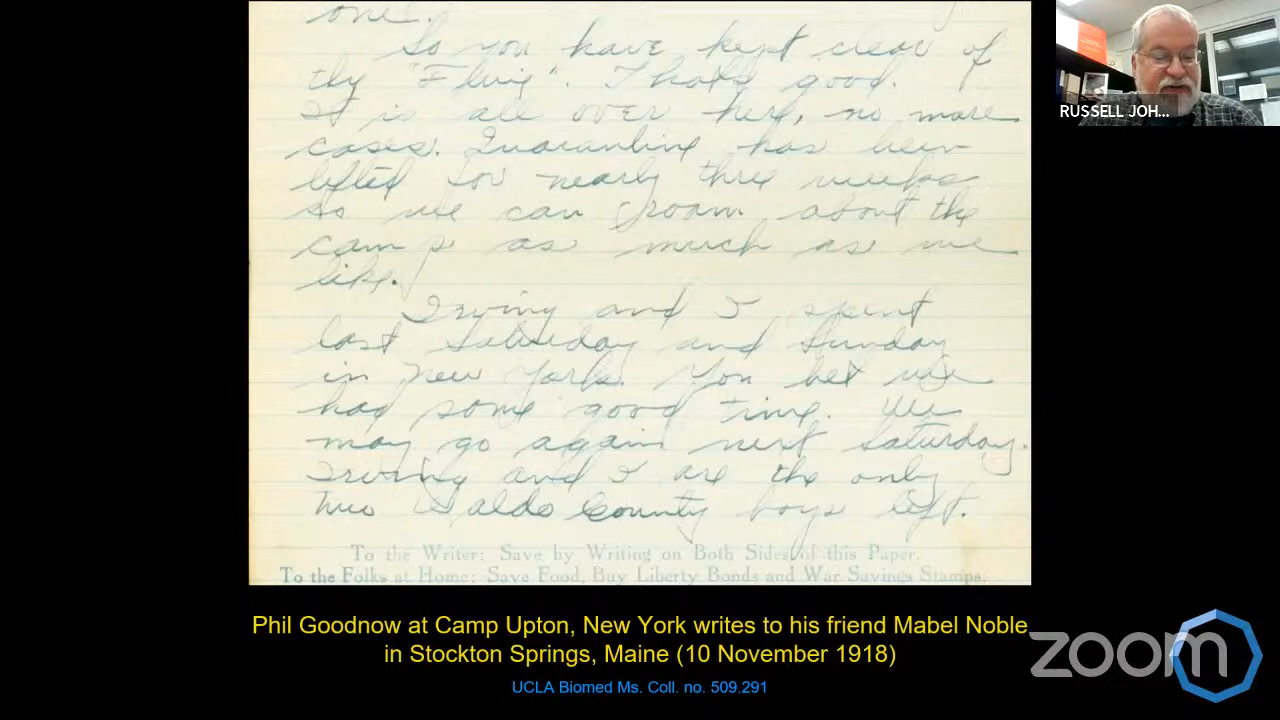 one.
So you have kept clear of
the "Fluie". That's good.
It is all over here, no more
cases. Quarantine has been
lifted for nearly three weeks
so we can roam about the
camp as much as we
like.
Irving and I spent
last Saturday and Sunday
in New York. You bet we
had some good time. We
may go again next Saturday.
Irving and I are the only
two Waldo County boys left.
To the Writer: Save by Writing on Both Sides of this Paper.
To the Folks at Home: Save Food, Buy Liberty Bonds and War Savings Stamps.
RUSSELL JOH...
Phil Goodnow at Camp Upton, New York writes to his friend Mabel Noble
in Stockton Springs, Maine (10 November 1918)
UCLA Biomed Ms. Coll. no. 509.291
zoom